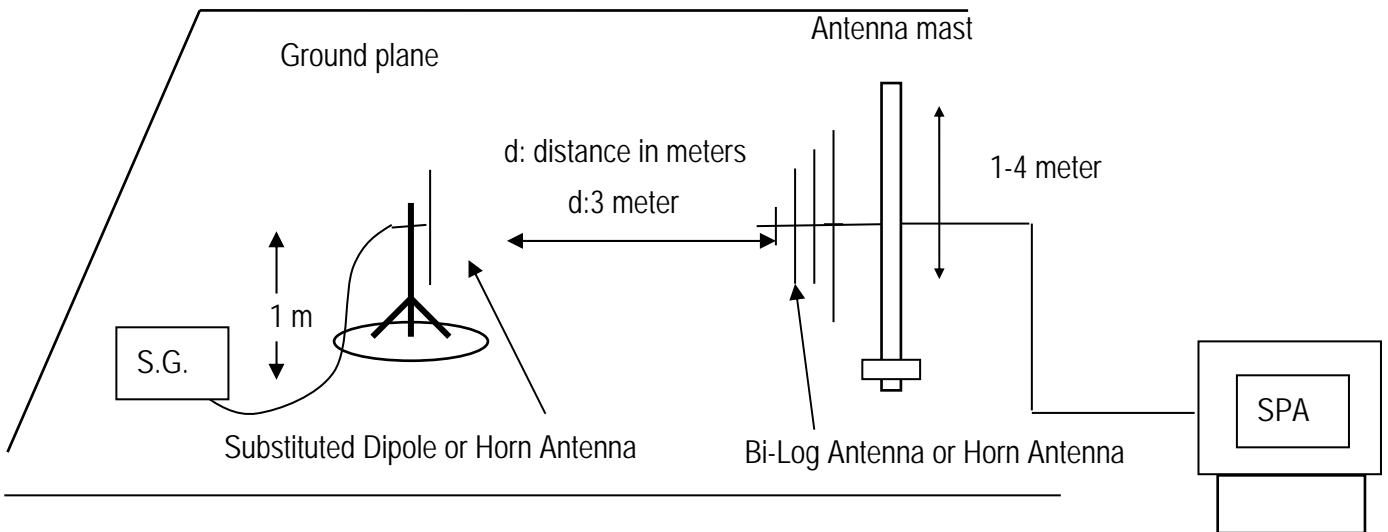 Antenna mast
Ground plane
d: distance in meters
d:3 meter
1-4 meter
1 m
S.G.
SPA
Substituted Dipole or Horn Antenna
Bi-Log Antenna or Horn Antenna